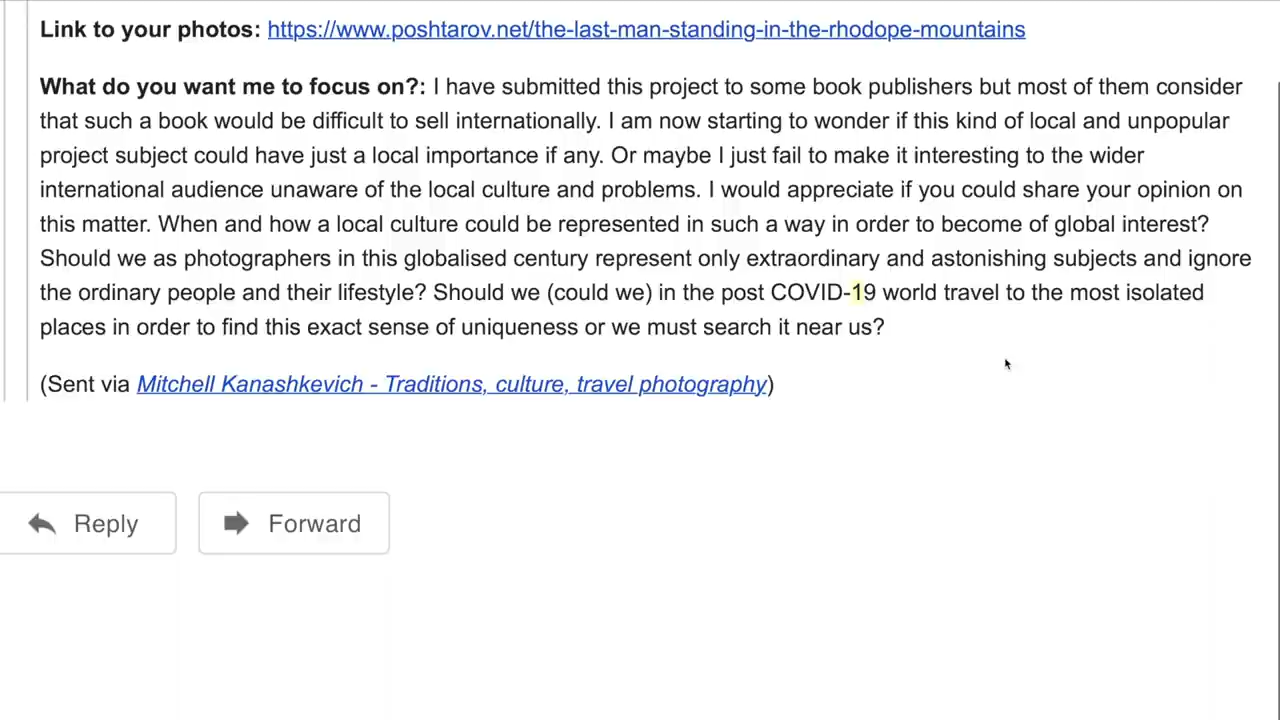 Link to your photos: https://www.poshtarov.net/the-last-man-standing-in-the-rhodope-mountains
What do you want me to focus on?: I have submitted this project to some book publishers but most of them consider
that such a book would be difficult to sell internationally. I am now starting to wonder if this kind of local and unpopular
project subject could have just a local importance if any. Or maybe I just fail to make it interesting to the wider
international audience unaware of the local culture and problems. I would appreciate if you could share your opinion on
this matter. When and how a local culture could be represented in such a way in order to become of global interest?
Should we as photographers in this globalised century represent only extraordinary and astonishing subjects and ignore
the ordinary people and their lifestyle? Should we (could we) in the post COVID-19 world travel to the most isolated
places in order to find this exact sense of uniqueness or we must search it near us?
(Sent via Mitchell Kanashkevich - Traditions, culture, travel photography)
Reply
Forward